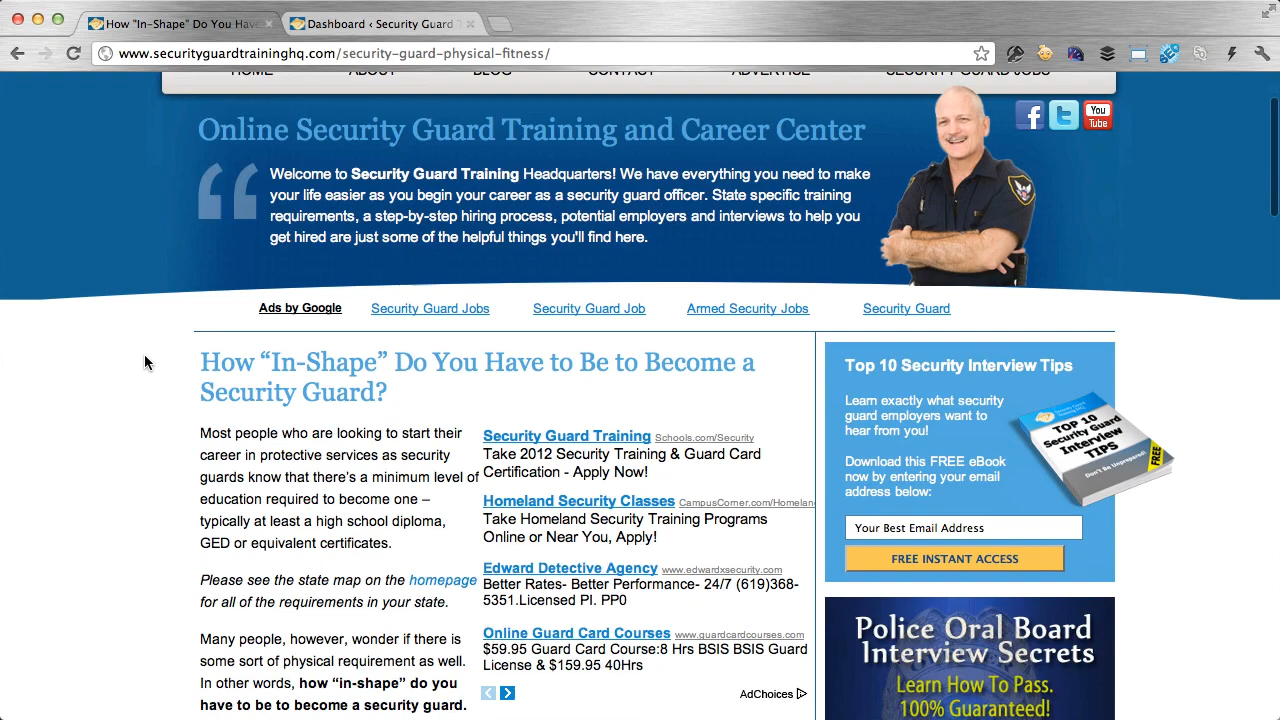 How "In-Shape" Do You Have
Dashboard ‹ Security Guard T
www.securityguardtraininghq.com/security-guard-physical-fitness/
HOME ABOUT BLOG CONTACT ADVERTISE SECURITY GUARD JOBS
Online Security Guard Training and Career Center
You
Tube
Welcome to Security Guard Training Headquarters! We have everything you need to make
your life easier as you begin your career as a security guard officer. State specific training
requirements, a step-by-step hiring process, potential employers and interviews to help you
get hired are just some of the helpful things you'll find here.
Ads by Google Security Guard Jobs Security Guard Job Armed Security Jobs Security Guard
How “In-Shape” Do You Have to Be to Become a
Security Guard?
Most people who are looking to start their
career in protective services as security
guards know that there’s a minimum level of
education required to become one –
typically at least a high school diploma,
GED or equivalent certificates.
Please see the state map on the homepage
for all of the requirements in your state.
Many people, however, wonder if there is
some sort of physical requirement as well.
In other words, how “in-shape” do you
have to be to become a security guard.
Security Guard Training Schools.com/Security
Take 2012 Security Training & Guard Card
Certification - Apply Now!
Homeland Security Classes CampusCorner.com/Homelan
Take Homeland Security Training Programs
Online or Near You, Apply!
Edward Detective Agency www.edwardxsecurity.com
Better Rates- Better Performance- 24/7 (619)368-
5351.Licensed PI. PP0
Online Guard Card Courses www.guardcardcourses.com
$59.95 Guard Card Course:8 Hrs BSIS BSIS Guard
License & $159.95 40Hrs
AdChoices
Top 10 Security Interview Tips
Learn exactly what security
guard employers want to
hear from you!
Download this FREE eBook
now by entering your email
address below:
TOP 10
Security Guard
Interview
TIPS
Don't Be Unprepared!
FREE
Your Best Email Address
FREE INSTANT ACCESS
Police Oral Board
Interview Secrets
Learn How To Pass.
100% Guaranteed!